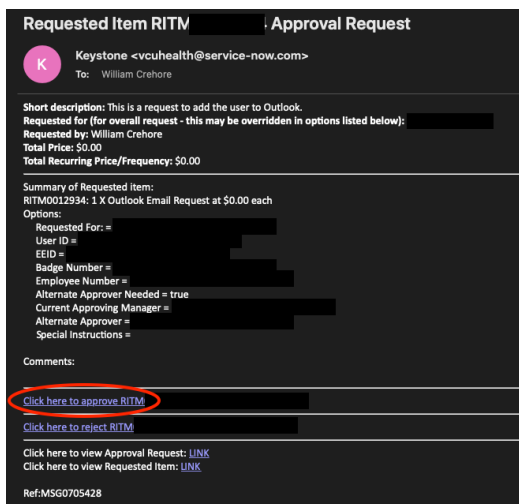 Requested Item RITM Approval Request
K
Keystone <vcuhealth@service-now.com>
To: William Crehore
Short description: This is a request to add the user to Outlook.
Requested for (for overall request - this may be overridden in options listed below):
Requested by: William Crehore
Total Price: $0.00
Total Recurring Price/Frequency: $0.00
Summary of Requested item:
RITM0012934: 1 X Outlook Email Request at $0.00 each
Options:
Requested For: =
User ID =
EEID =
Badge Number =
Employee Number =
Alternate Approver Needed = true
Current Approving Manager =
Alternate Approver =
Special Instructions =
Comments:
Click here to approve RITM
Click here to reject RITM
Click here to view Approval Request: LINK
Click here to view Requested Item: LINK
Ref:MSG0705428